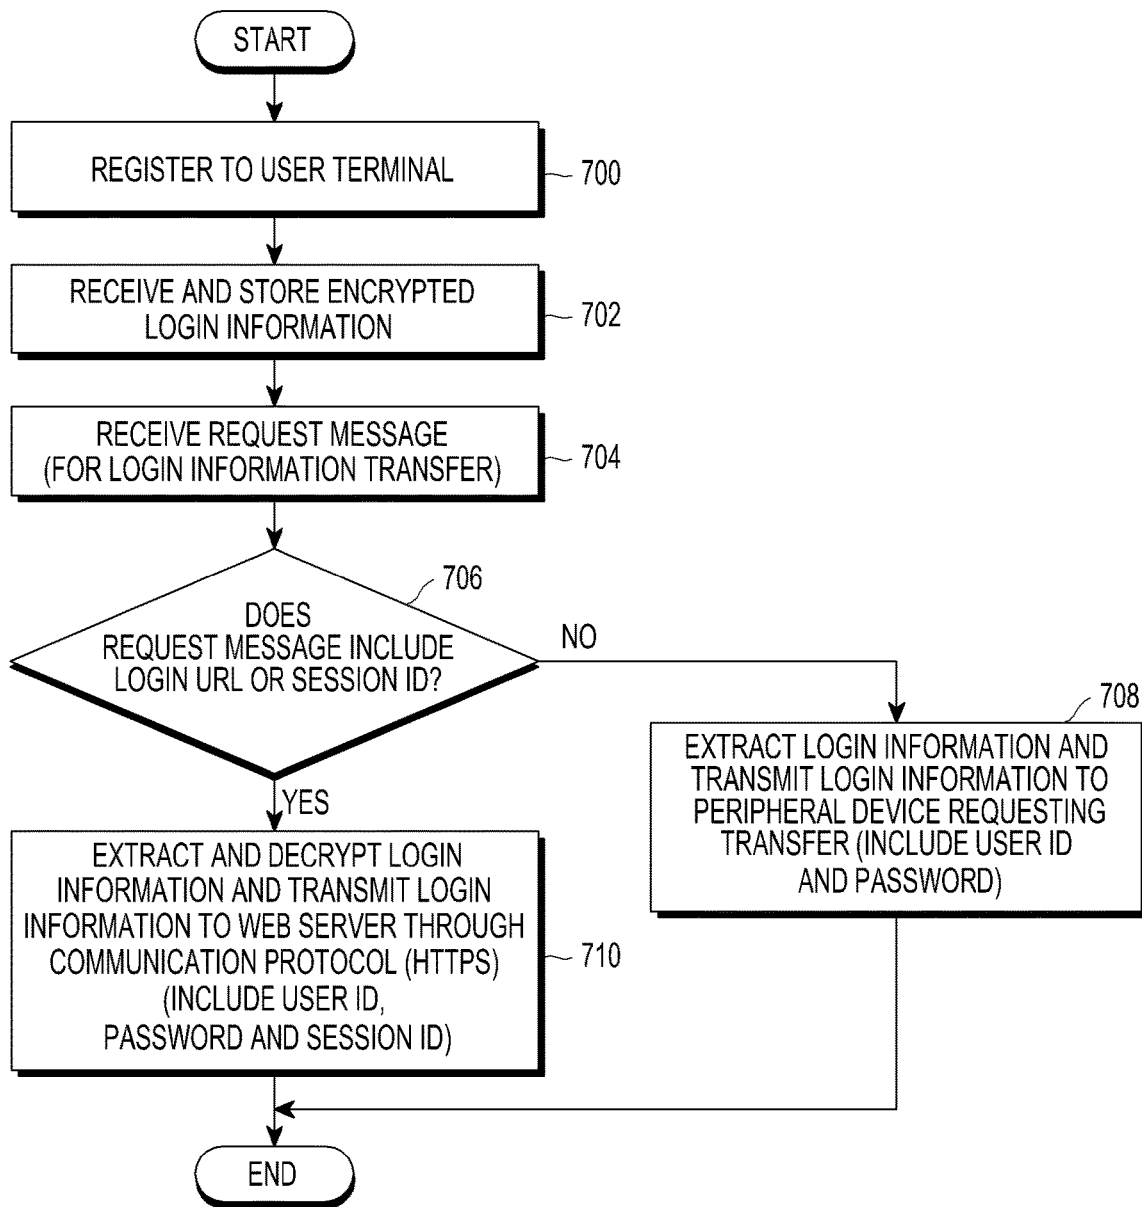 START
REGISTER TO USER TERMINAL
700
RECEIVE AND STORE ENCRYPTED
LOGIN INFORMATION
702
RECEIVE REQUEST MESSAGE
(FOR LOGIN INFORMATION TRANSFER)
704
706
DOES
REQUEST MESSAGE INCLUDE
LOGIN URL OR SESSION ID?
NO
708
EXTRACT LOGIN INFORMATION AND
TRANSMIT LOGIN INFORMATION TO
PERIPHERAL DEVICE REQUESTING
TRANSFER (INCLUDE USER ID
AND PASSWORD)
YES
EXTRACT AND DECRYPT LOGIN
INFORMATION AND TRANSMIT LOGIN
INFORMATION TO WEB SERVER THROUGH
COMMUNICATION PROTOCOL (HTTPS)
(INCLUDE USER ID,
PASSWORD AND SESSION ID)
710
END